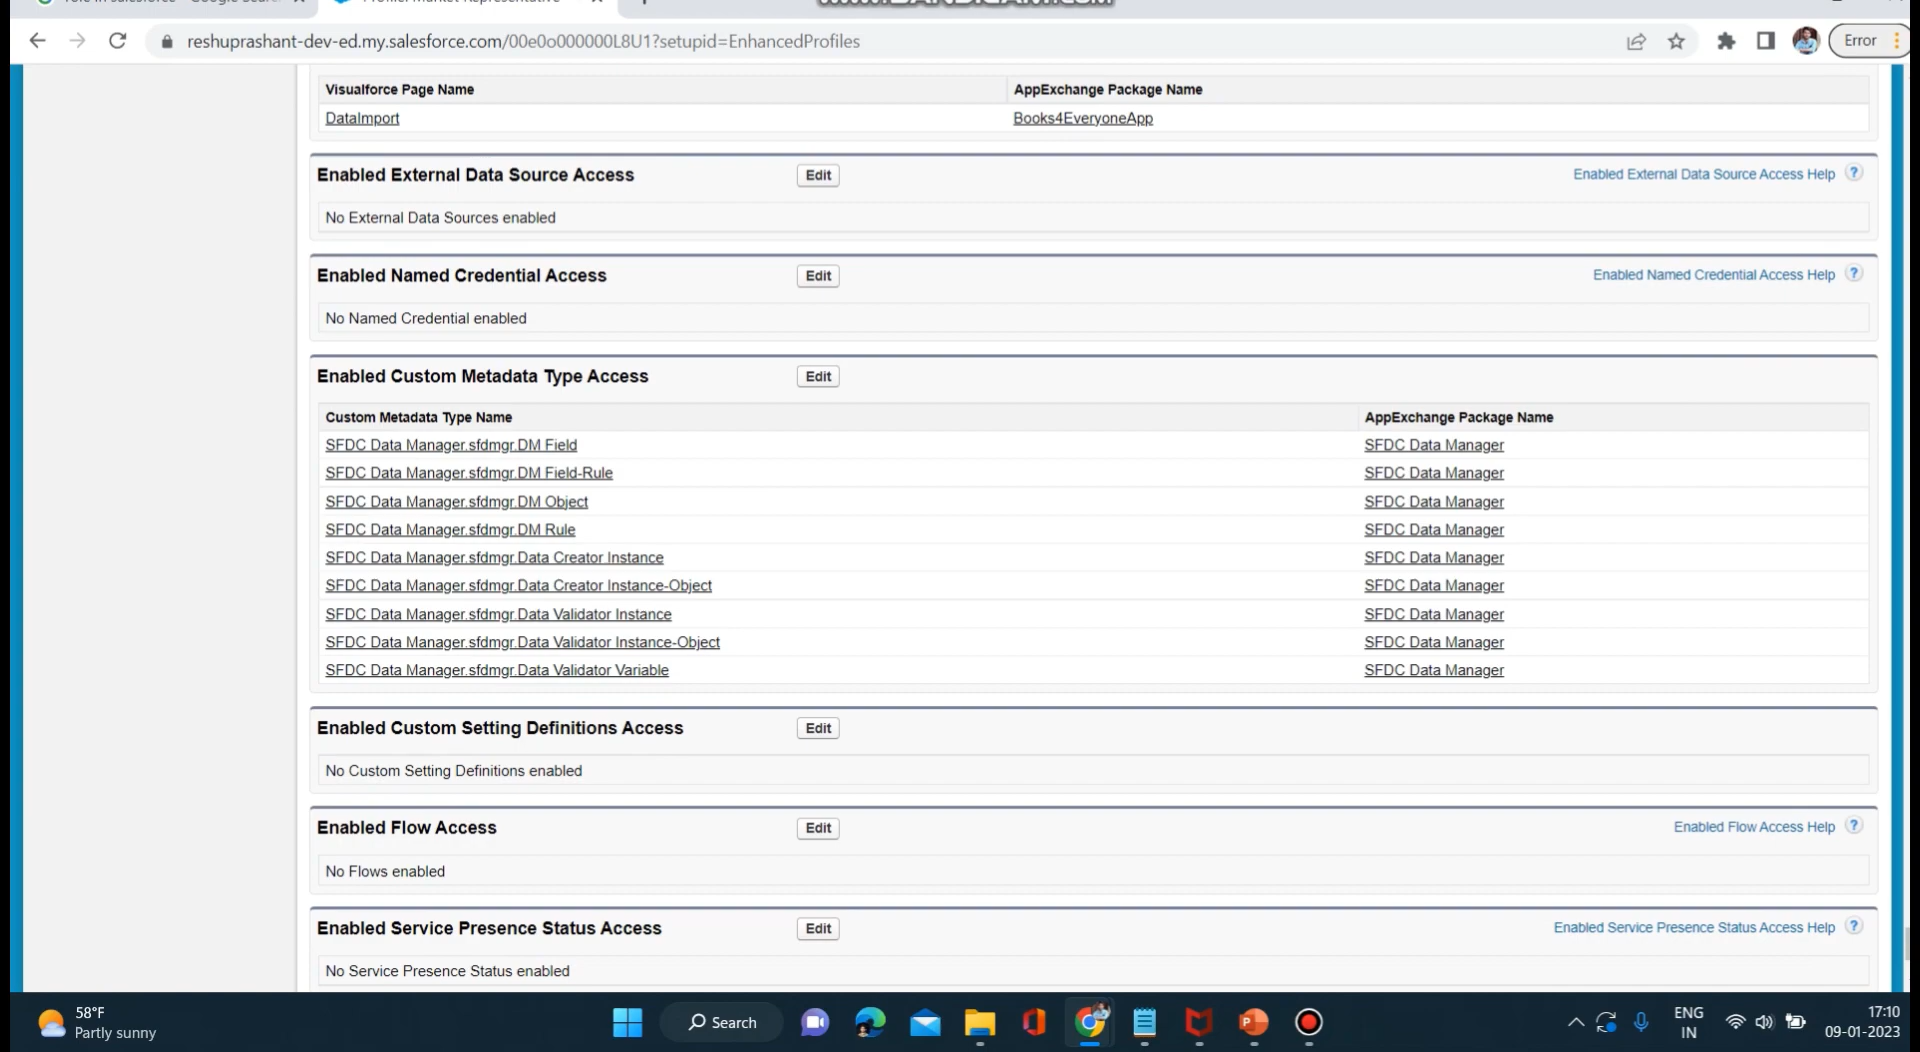 reshuprashant-dev-ed.my.salesforce.com/00e0o000000L8U1?setupid=EnhancedProfiles
Error
Visualforce Page Name AppExchange Package Name
DataImport Books4EveryoneApp
Enabled External Data Source Access Edit Enabled External Data Source Access Help ?
No External Data Sources enabled
Enabled Named Credential Access Edit Enabled Named Credential Access Help ?
No Named Credential enabled
Enabled Custom Metadata Type Access Edit
Custom Metadata Type Name AppExchange Package Name
SFDC Data Manager.sfdmgr.DM Field SFDC Data Manager
SFDC Data Manager.sfdmgr.DM Field-Rule SFDC Data Manager
SFDC Data Manager.sfdmgr.DM Object SFDC Data Manager
SFDC Data Manager.sfdmgr.DM Rule SFDC Data Manager
SFDC Data Manager.sfdmgr.Data Creator Instance SFDC Data Manager
SFDC Data Manager.sfdmgr.Data Creator Instance-Object SFDC Data Manager
SFDC Data Manager.sfdmgr.Data Validator Instance SFDC Data Manager
SFDC Data Manager.sfdmgr.Data Validator Instance-Object SFDC Data Manager
SFDC Data Manager.sfdmgr.Data Validator Variable SFDC Data Manager
Enabled Custom Setting Definitions Access Edit
No Custom Setting Definitions enabled
Enabled Flow Access Edit Enabled Flow Access Help ?
No Flows enabled
Enabled Service Presence Status Access Edit Enabled Service Presence Status Access Help ?
No Service Presence Status enabled
58°F
Partly sunny
Search
ENG
IN
17:10
09-01-2023